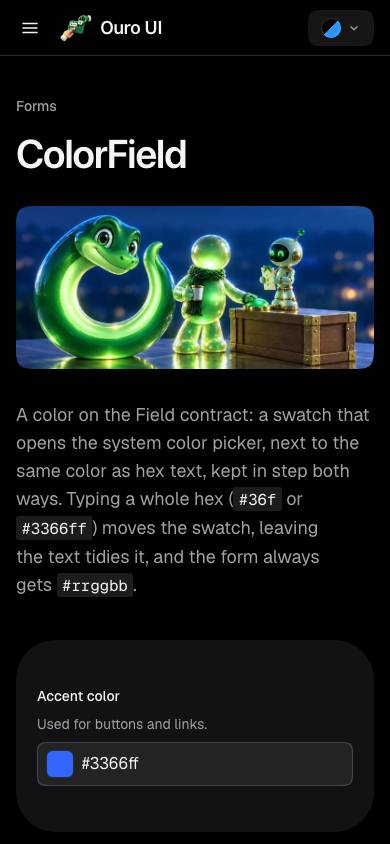 Ouro UI
Forms
ColorField
A color on the Field contract: a swatch that
opens the system color picker, next to the
same color as hex text, kept in step both
ways. Typing a whole hex (#36f or
#3366ff) moves the swatch, leaving
the text tidies it, and the form always
gets #rrggbb.
Accent color
Used for buttons and links.
#3366ff